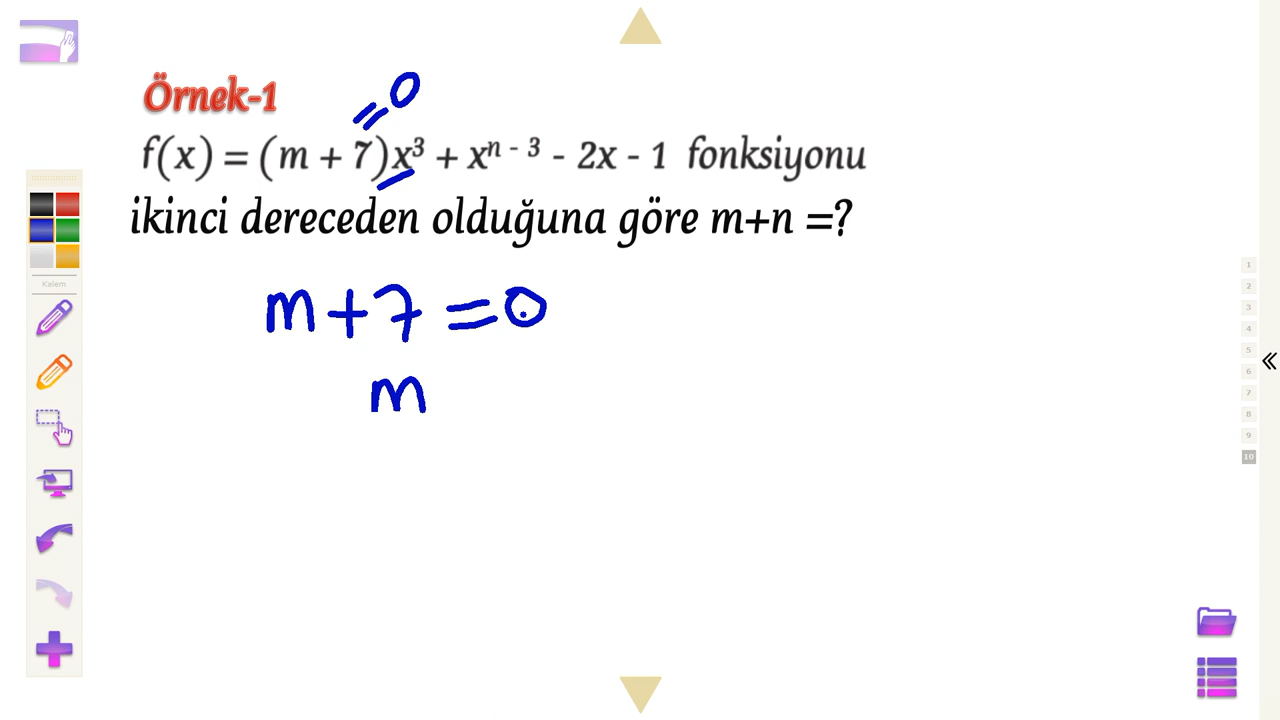 Örnek-1
=0
f(x) = (m + 7)x³ + xⁿ ⁻ ³ - 2x - 1 fonksiyonu
ikinci dereceden olduğuna göre m+n =?
m+7=0
m
Kalem
1
2
3
4
5
6
7
8
9
10